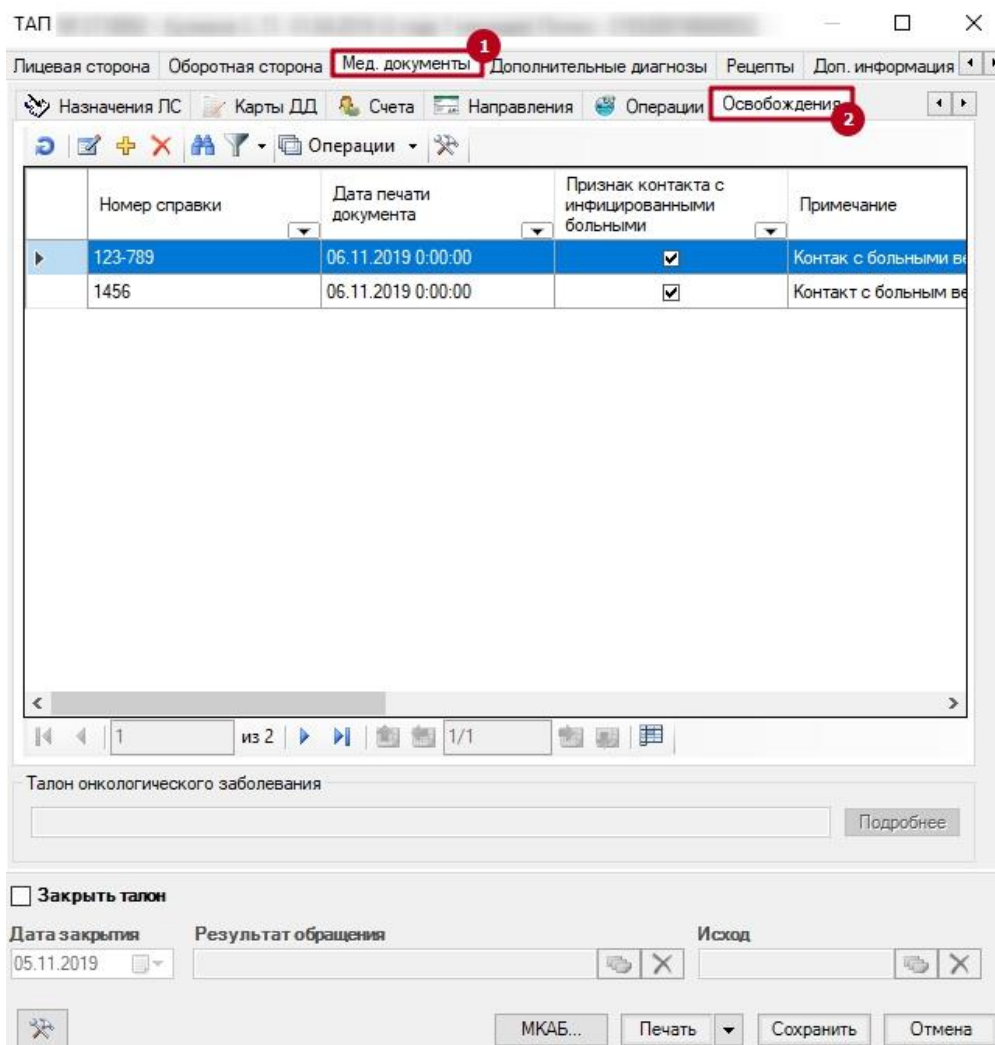 ТАП
1
Лицевая сторона Оборотная сторона Мед. документы Дополнительные диагнозы Рецепты Доп. информация
Назначения ЛС Карты ДД Счета Направления Операции Освобождения
2
Операции
Номер справки Дата печати документа Признак контакта с инфицированными больными Примечание
123-789 06.11.2019 0:00:00 Контак с больными ве
1456 06.11.2019 0:00:00 Контакт с больным ве
1 из 2 1/1
Талон онкологического заболевания
Подробнее
Закрыть талон
Дата закрытия Результат обращения Исход
05.11.2019
МКАБ... Печать Сохранить Отмена